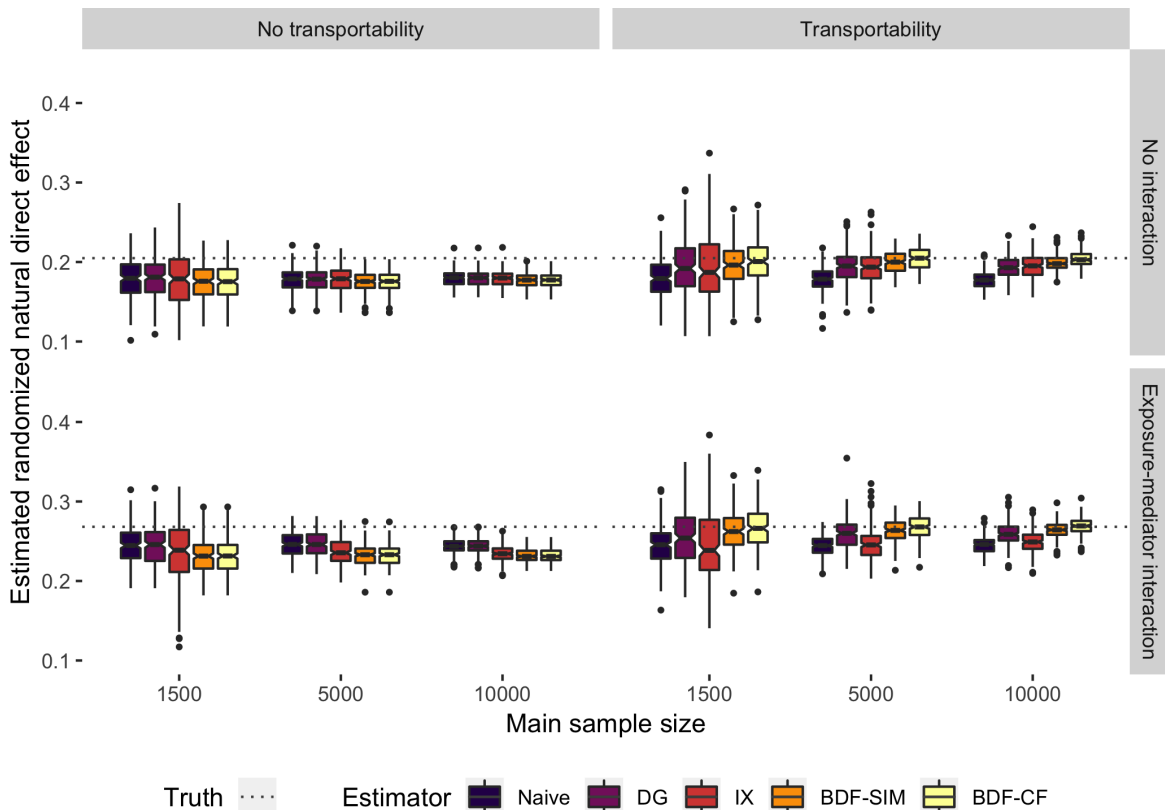 No transportability
Transportability
Estimated randomized natural direct effect
0.4
0.3
0.2
0.1
No interaction
0.4
0.3
0.2
0.1
Exposure-mediator interaction
1500 5000 10000
1500 5000 10000
Main sample size
Truth Estimator Naive DG IX BDF-SIM BDF-CF